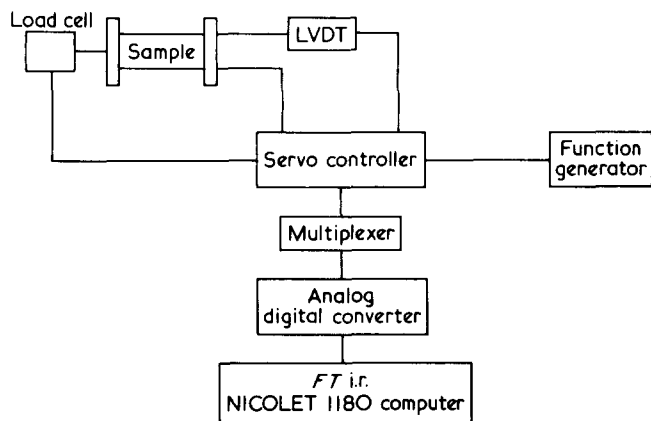 Load cell
Sample
LVDT
Servo controller
Function
generator
Multiplexer
Analog
digital converter
FT i.r.
NICOLET 1180 computer